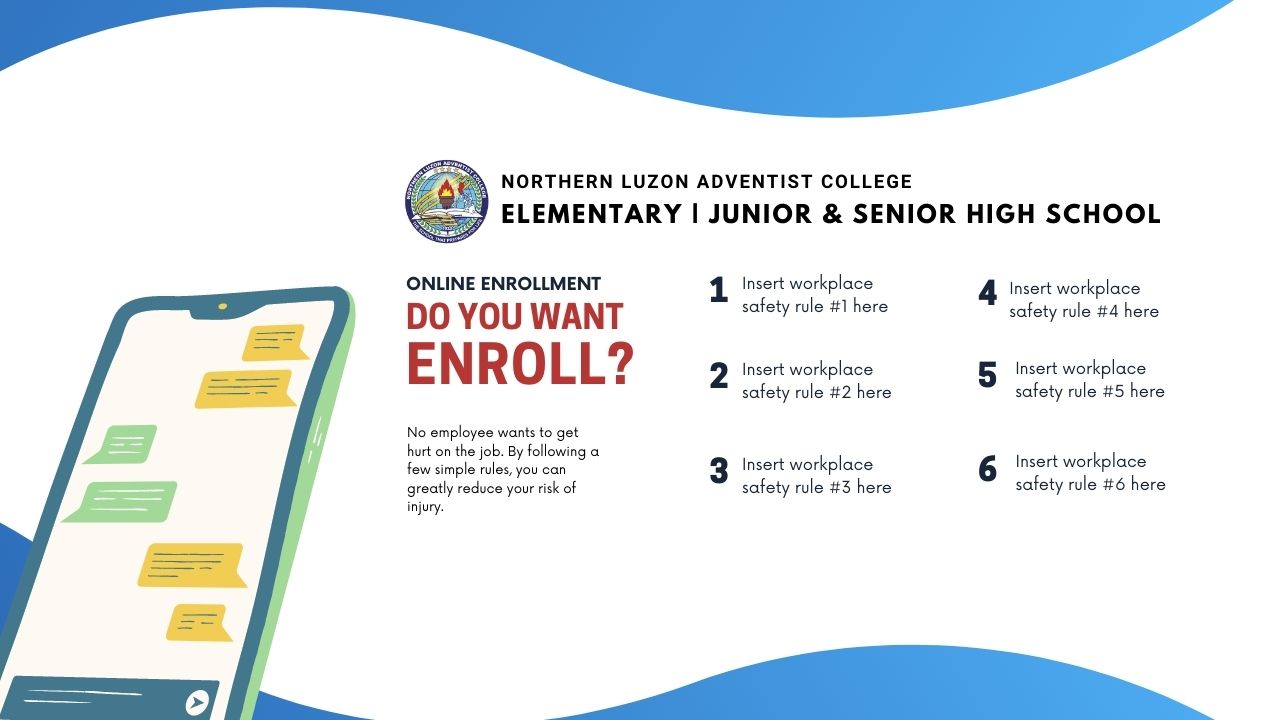 NORTHERN LUZON ADVENTIST COLLEGE
NORTHERN LUZON ADVENTIST COLLEGE
ELEMENTARY | JUNIOR & SENIOR HIGH SCHOOL
ONLINE ENROLLMENT
DO YOU WANT
ENROLL?
No employee wants to get
hurt on the job. By following a
few simple rules, you can
greatly reduce your risk of
injury.
1 Insert workplace
safety rule #1 here
2 Insert workplace
safety rule #2 here
3 Insert workplace
safety rule #3 here
4 Insert workplace
safety rule #4 here
5 Insert workplace
safety rule #5 here
6 Insert workplace
safety rule #6 here